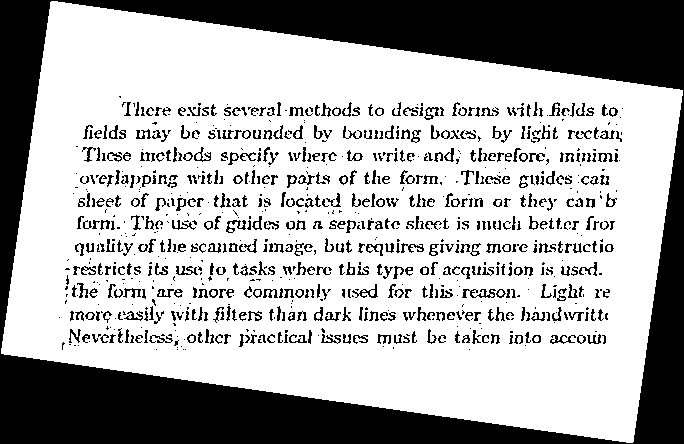 There exist several methods to design forms with fields to
fields may be surrounded by bounding boxes, by light rectan
These methods specify where to write and, therefore, minimi
overlapping with other parts of the form. These guides can
sheet of paper that is located below the form or they can b
form. The use of guides on a separate sheet is much better fror
quality of the scanned image, but requires giving more instructio
restricts its use to tasks where this type of acquisition is used.
the form are more commonly used for this reason. Light re
more easily with filters than dark lines whenever the handwritt
Nevertheless, other practical issues must be taken into accoun